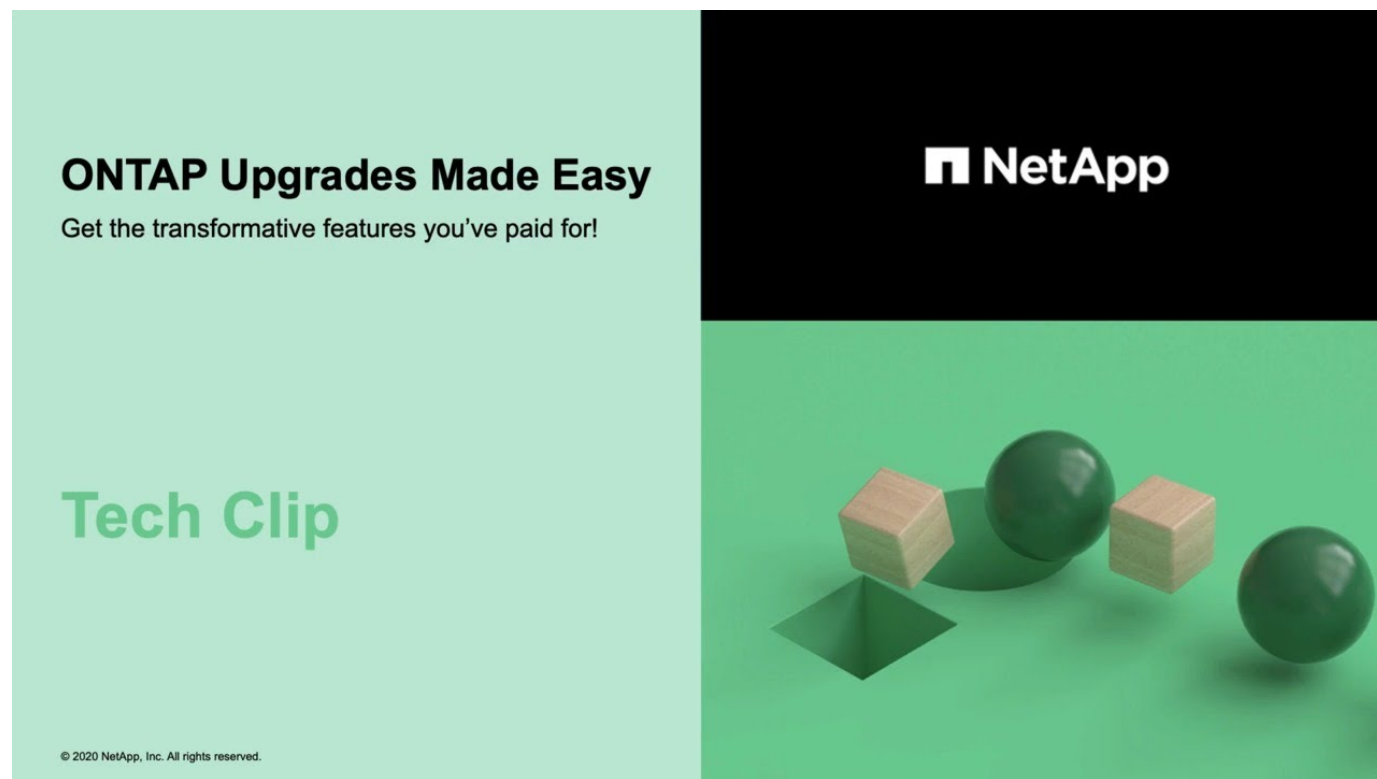 ONTAP Upgrades Made Easy
Get the transformative features you’ve paid for!
NetApp
Tech Clip
© 2020 NetApp, Inc. All rights reserved.